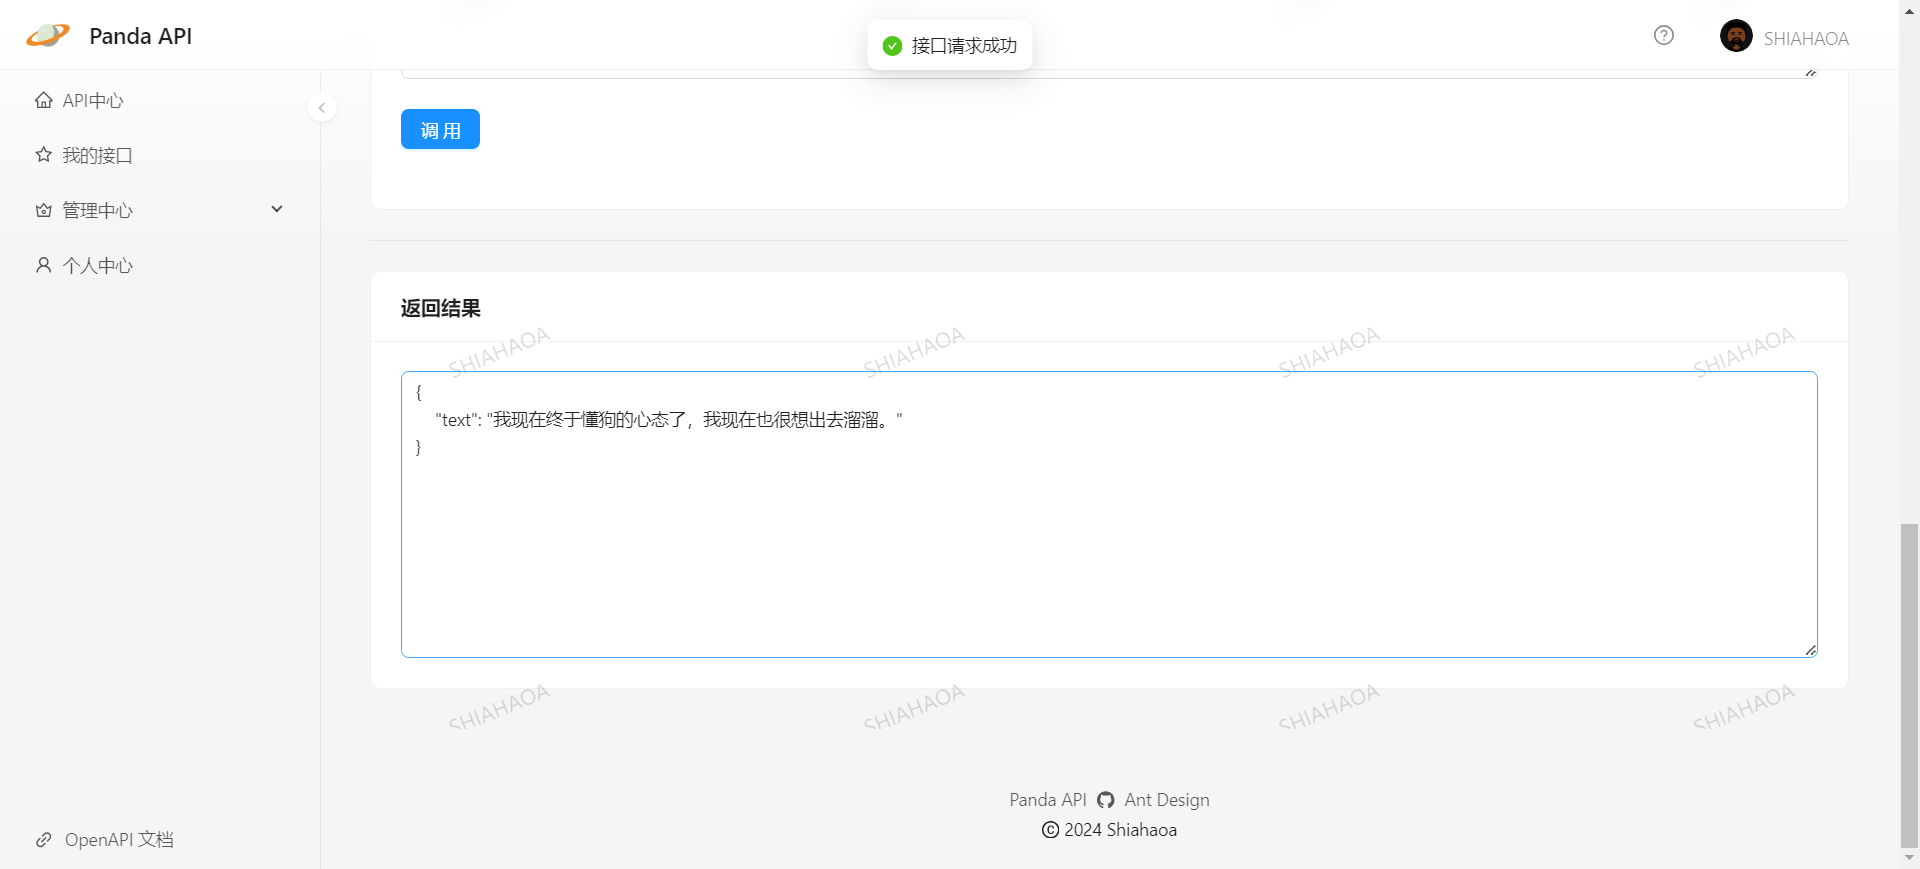 Panda API
接口请求成功
SHIAHAOA
API中心
我的接口
管理中心
个人中心
调 用
返回结果
SHIAHAOA SHIAHAOA SHIAHAOA SHIAHAOA
{
"text": "我现在终于懂狗的心态了，我现在也很想出去溜溜。"
}
SHIAHAOA SHIAHAOA SHIAHAOA SHIAHAOA
Panda API Ant Design
© 2024 Shiahaoa
OpenAPI 文档